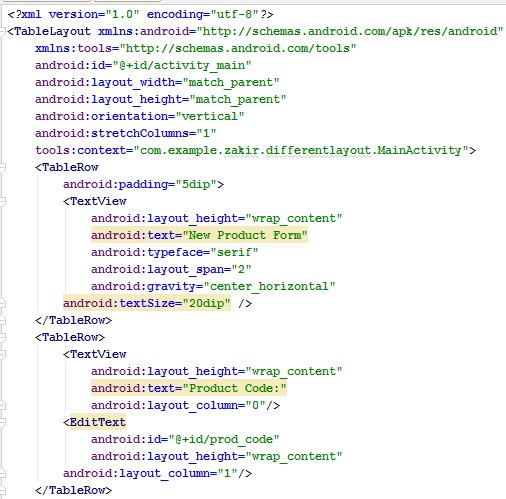 <?xml version="1.0" encoding="utf-8"?>
<TableLayout xmlns:android="http://schemas.android.com/apk/res/android"
    xmlns:tools="http://schemas.android.com/tools"
    android:id="@+id/activity_main"
    android:layout_width="match_parent"
    android:layout_height="match_parent"
    android:orientation="vertical"
    android:stretchColumns="1"
    tools:context="com.example.zakir.differentlayout.MainActivity">
    <TableRow
        android:padding="5dip">
        <TextView
            android:layout_height="wrap_content"
            android:text="New Product Form"
            android:typeface="serif"
            android:layout_span="2"
            android:gravity="center_horizontal"
        android:textSize="20dip" />
    </TableRow>
    <TableRow>
        <TextView
            android:layout_height="wrap_content"
            android:text="Product Code:"
            android:layout_column="0"/>
        <EditText
            android:id="@+id/prod_code"
            android:layout_height="wrap_content"
        android:layout_column="1"/>
    </TableRow>